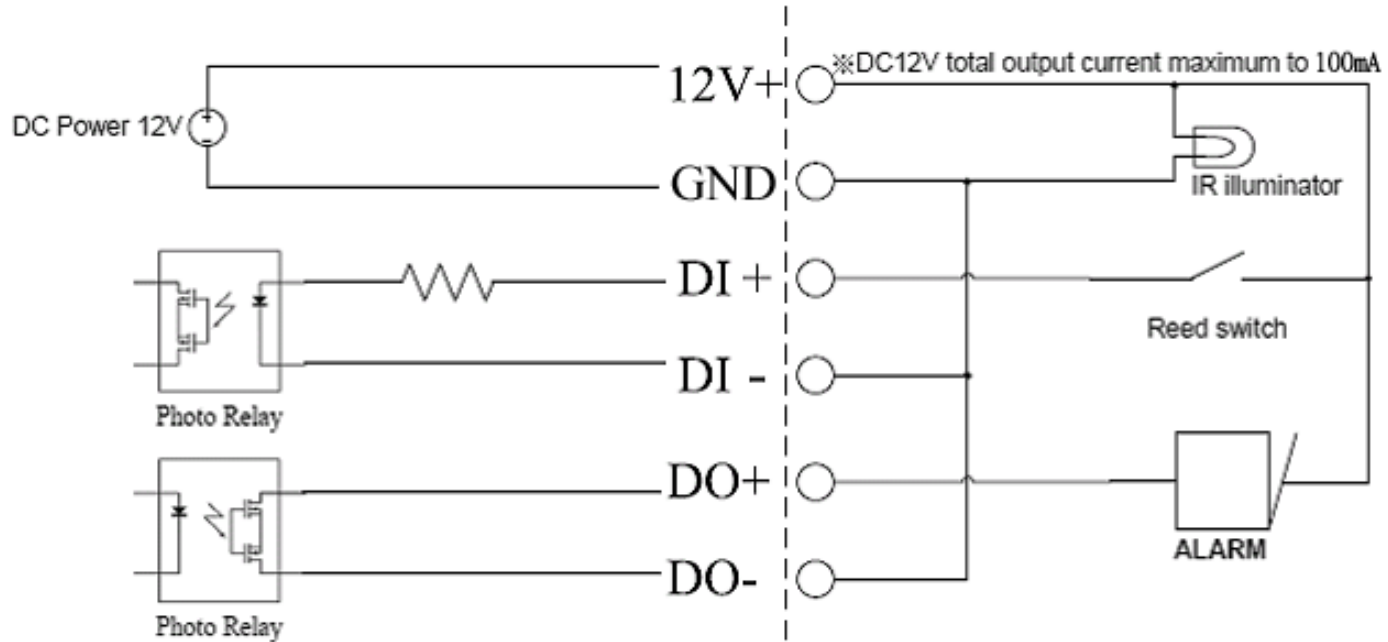 ※DC12V total output current maximum to 100mA
12V+
DC Power 12V
GND
IR illuminator
DI +
Reed switch
DI -
Photo Relay
DO+
ALARM
DO-
Photo Relay